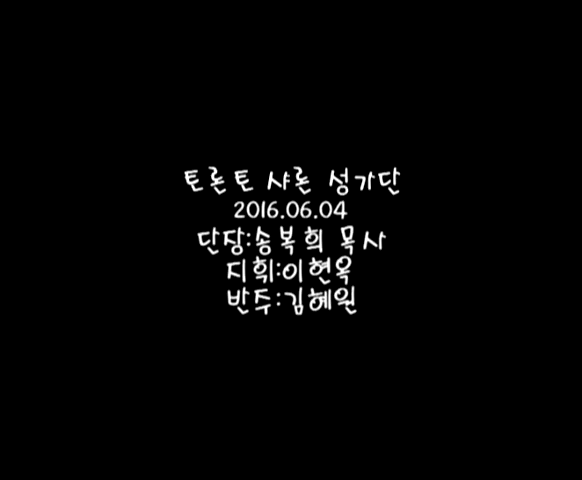 토론토 샤론 성가단
2016.06.04
단장:송복희 목사
지휘:이현옥
반주:김혜원